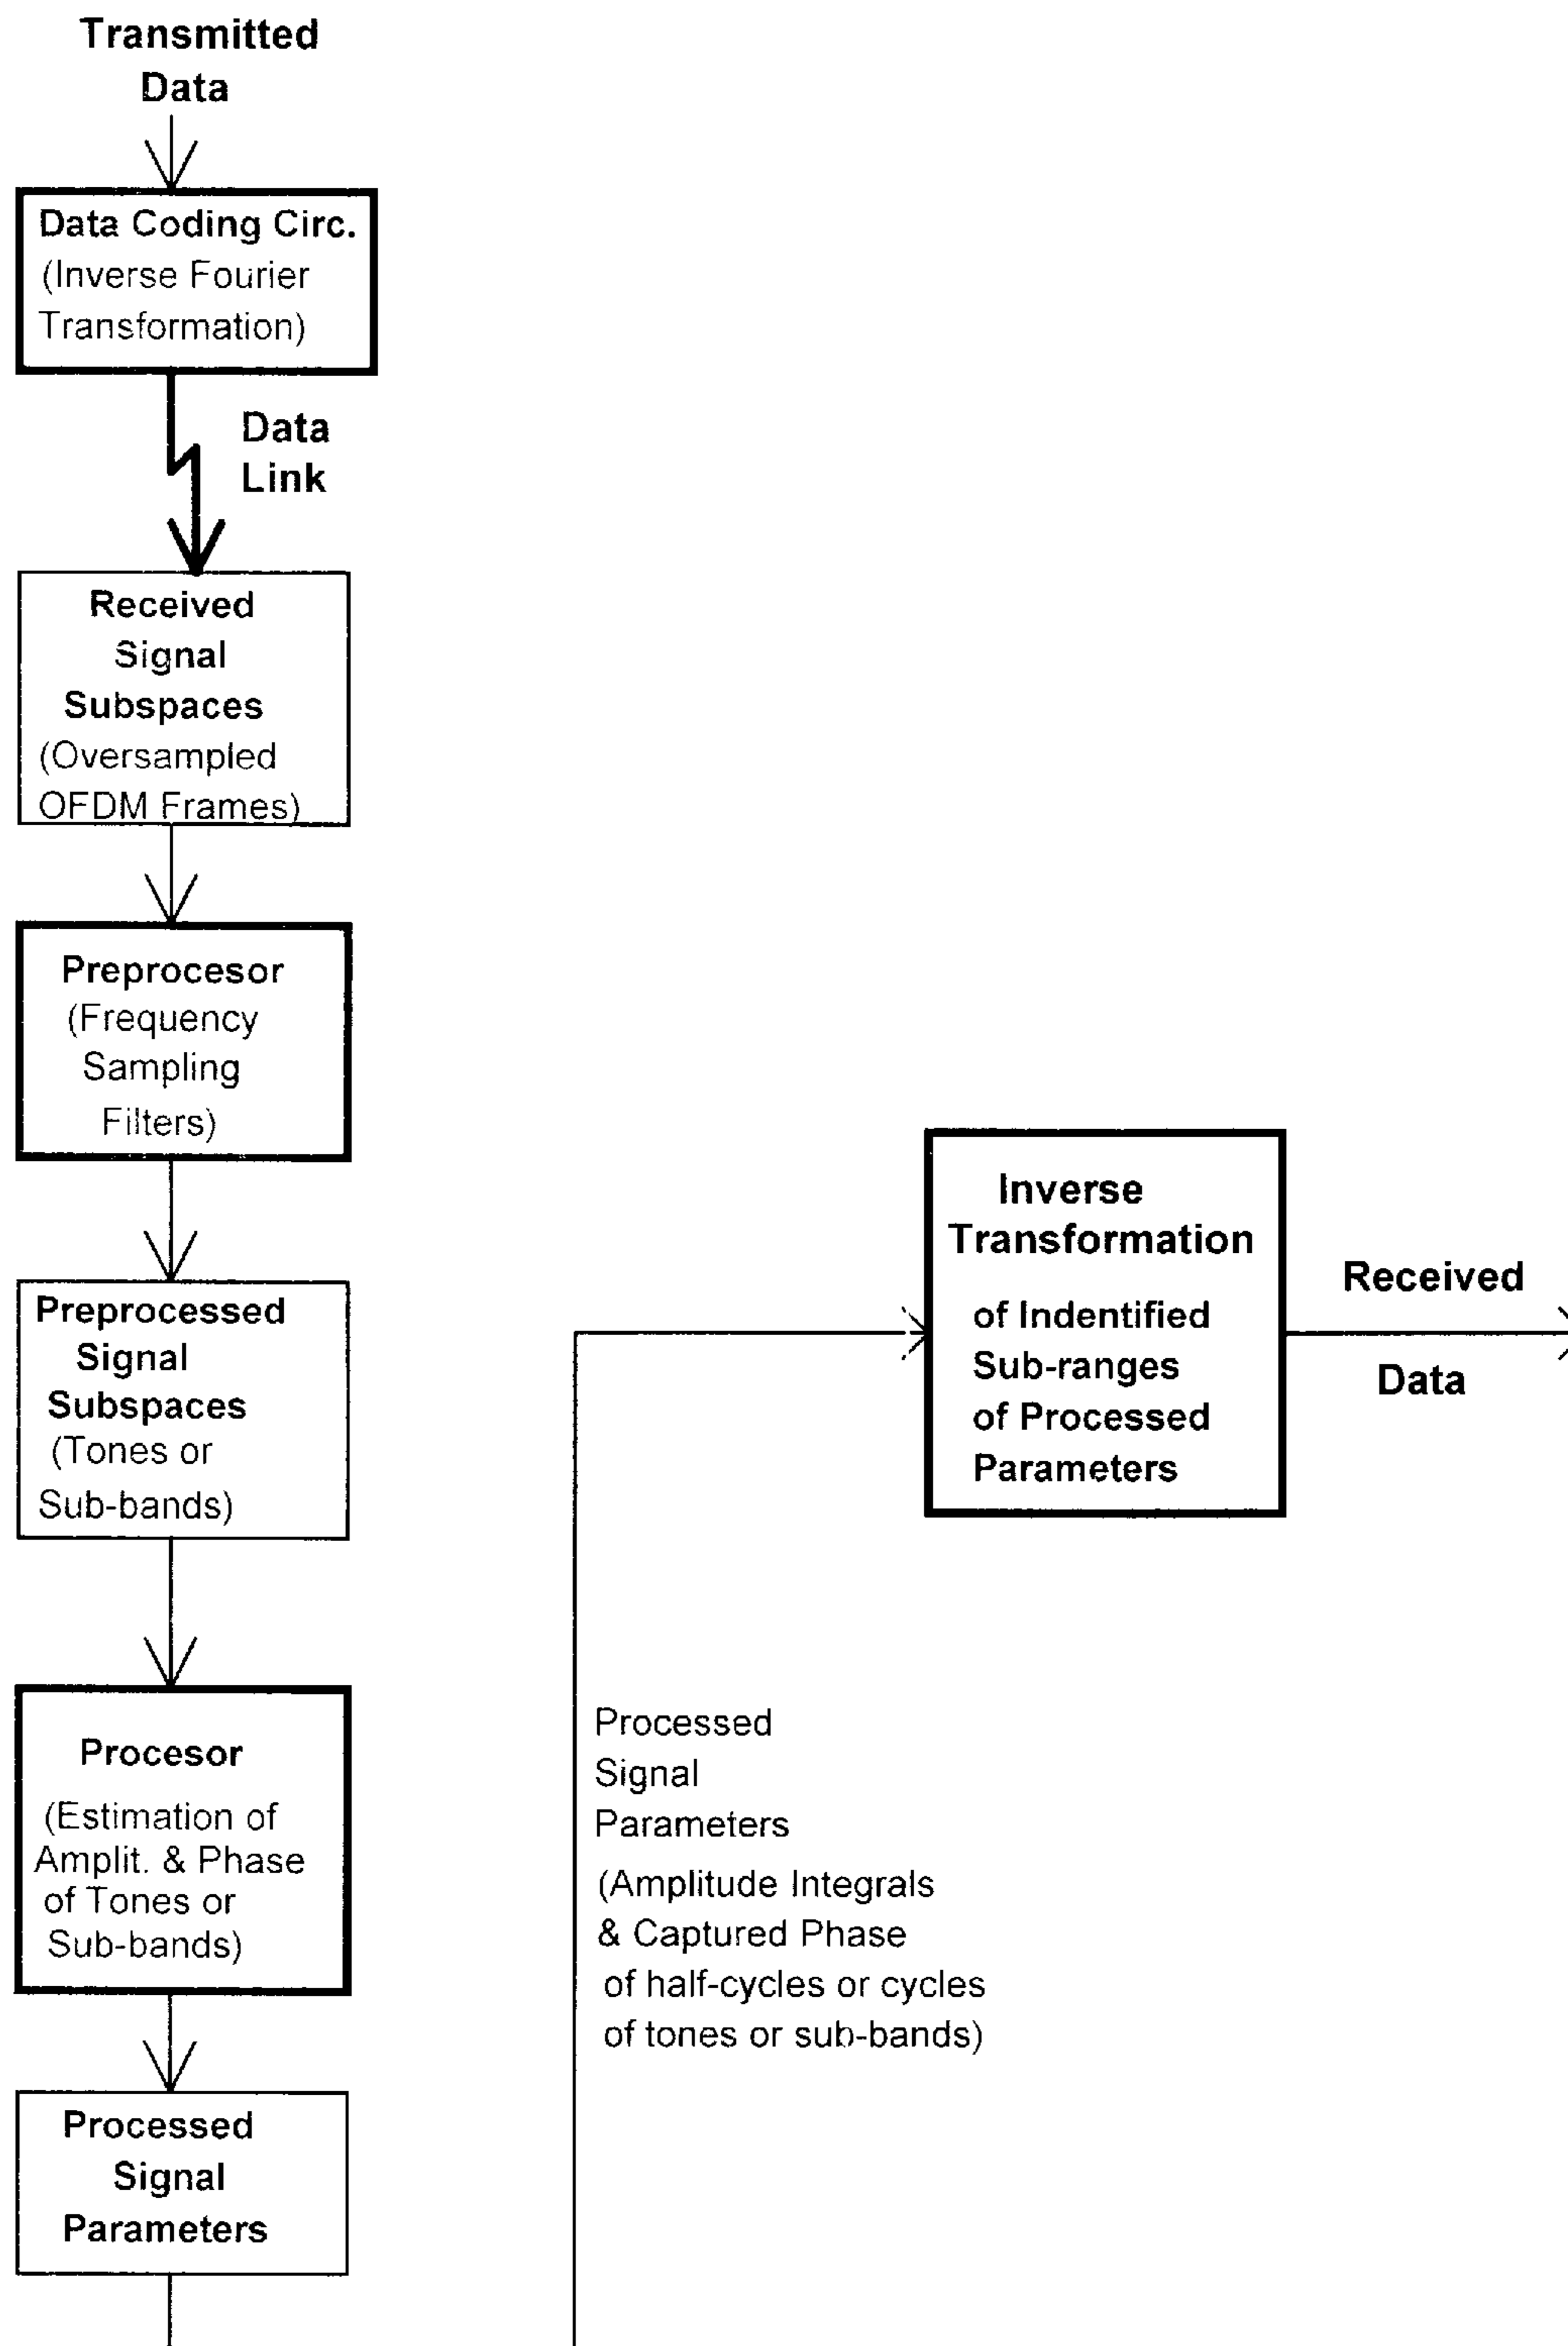 Transmitted
Data
Data Coding Circ.
(Inverse Fourier
Transformation)
Data
Link
Received
Signal
Subspaces
(Oversampled
OFDM Frames)
Preprocesor
(Frequency
Sampling
Filters)
Preprocessed
Signal
Subspaces
(Tones or
Sub-bands)
Procesor
(Estimation of
Amplit. & Phase
of Tones or
Sub-bands)
Processed
Signal
Parameters
Processed
Signal
Parameters
(Amplitude Integrals
& Captured Phase
of half-cycles or cycles
of tones or sub-bands)
Inverse
Transformation
of Indentified
Sub-ranges
of Processed
Parameters
Received
Data